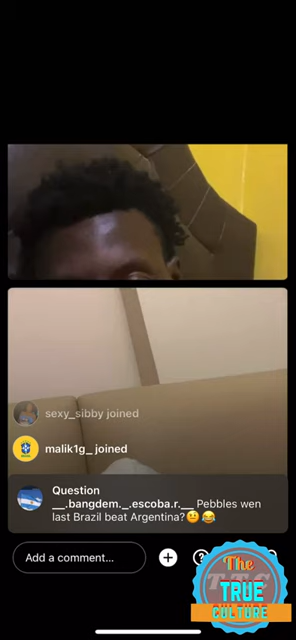 sexy_sibby joined
malik1g_ joined
Question
__.bangdem._.escoba.r.__ Pebbles wen
last Brazil beat Argentina?😐😂
Add a comment...
The
TRUE
CULTURE